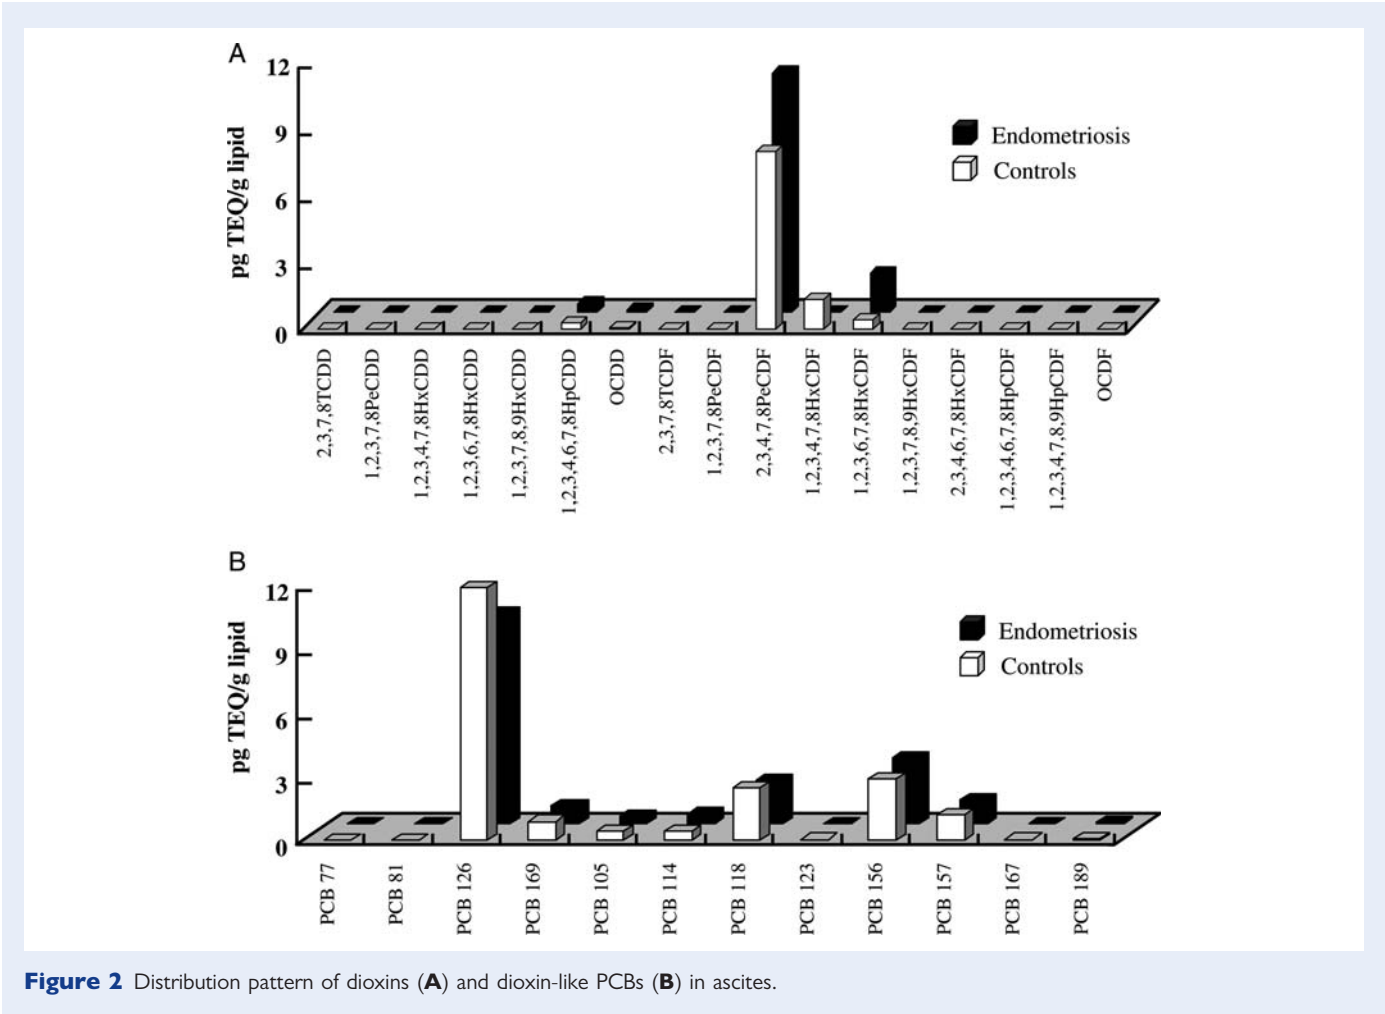 A
12
9
6
3
0
pg TEQ/g lipid
Endometriosis
Controls
2,3,7,8TCDD
1,2,3,7,8PeCDD
1,2,3,4,7,8HxCDD
1,2,3,6,7,8HxCDD
1,2,3,7,8,9HxCDD
1,2,3,4,6,7,8HpCDD
OCDD
2,3,7,8TCDF
1,2,3,7,8PeCDF
2,3,4,7,8PeCDF
1,2,3,4,7,8HxCDF
1,2,3,6,7,8HxCDF
1,2,3,7,8,9HxCDF
2,3,4,6,7,8HxCDF
1,2,3,4,6,7,8HpCDF
1,2,3,4,7,8,9HpCDF
OCDF
B
12
9
6
3
0
pg TEQ/g lipid
Endometriosis
Controls
PCB 77
PCB 81
PCB 126
PCB 169
PCB 105
PCB 114
PCB 118
PCB 123
PCB 156
PCB 157
PCB 167
PCB 189
Figure 2 Distribution pattern of dioxins (A) and dioxin-like PCBs (B) in ascites.